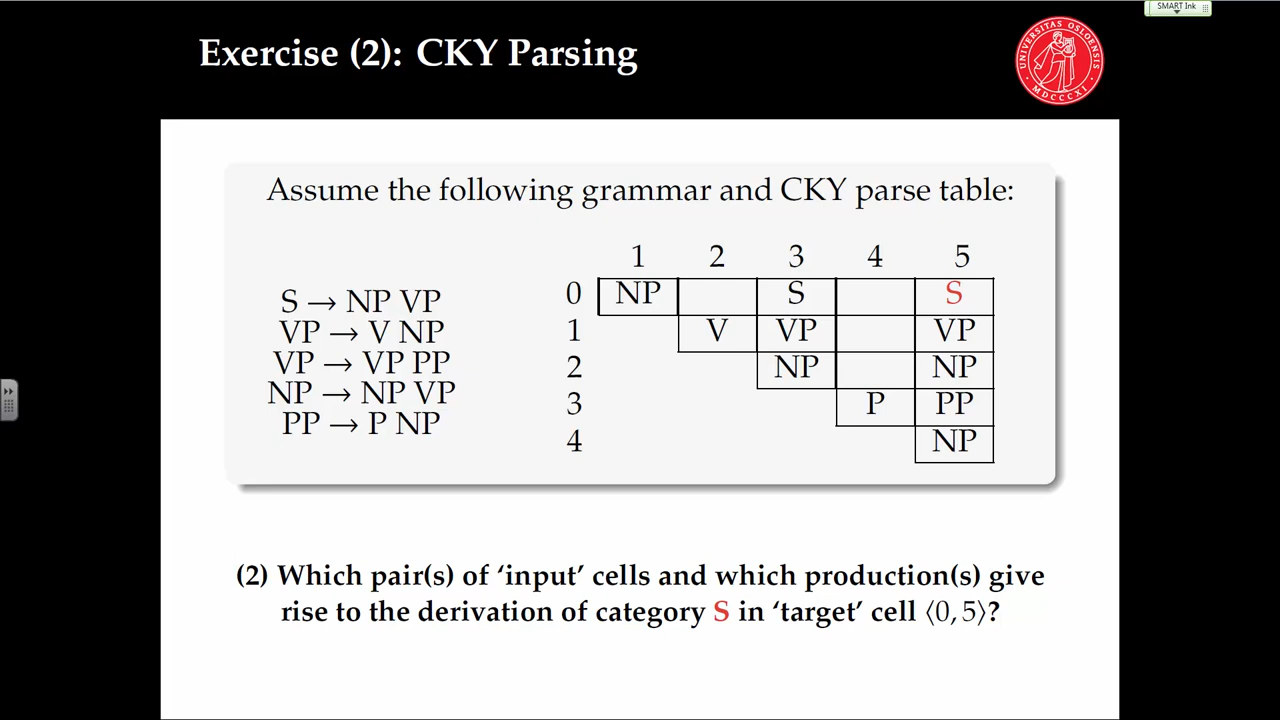 SMART Ink
Exercise (2): CKY Parsing
UNIVERSITAS OSLOENSIS
MDCCCXI
Assume the following grammar and CKY parse table:
S → NP VP
VP → V NP
VP → VP PP
NP → NP VP
PP → P NP
1 2 3 4 5
0 NP S S
1 V VP VP
2 NP NP
3 P PP
4 NP
(2) Which pair(s) of ‘input’ cells and which production(s) give
rise to the derivation of category S in ‘target’ cell ⟨0, 5⟩?